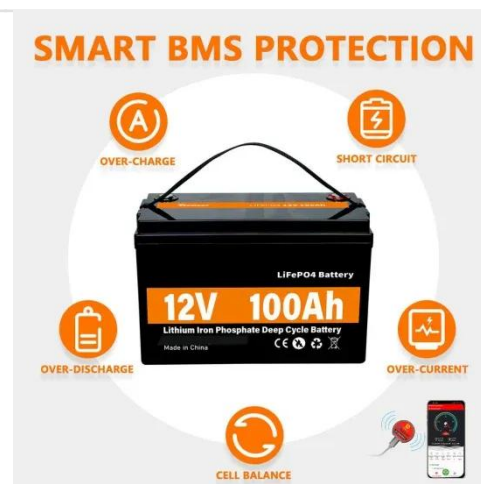 SMART BMS PROTECTION
OVER-CHARGE
SHORT CIRCUIT
LiFePO4 Battery
12V 100Ah
Lithium Iron Phosphate Deep Cycle Battery
Made in China
OVER-DISCHARGE
OVER-CURRENT
CELL BALANCE